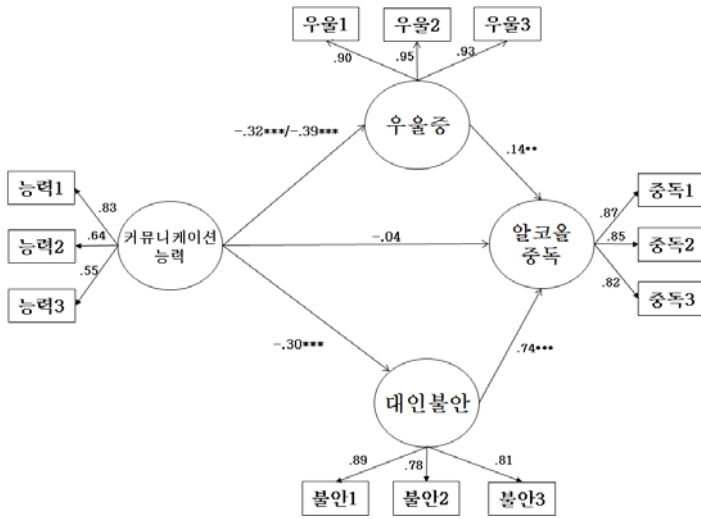 우울1
우울2
우울3
.90
.95
.93
우울증
-.32***/-.39***
.14**
능력1
능력2
능력3
.83
.64
.55
커뮤니케이션
능력
-.04
알코올
중독
.87
.85
.82
중독1
중독2
중독3
-.30***
.74***
대인불안
.89
.78
.81
불안1
불안2
불안3